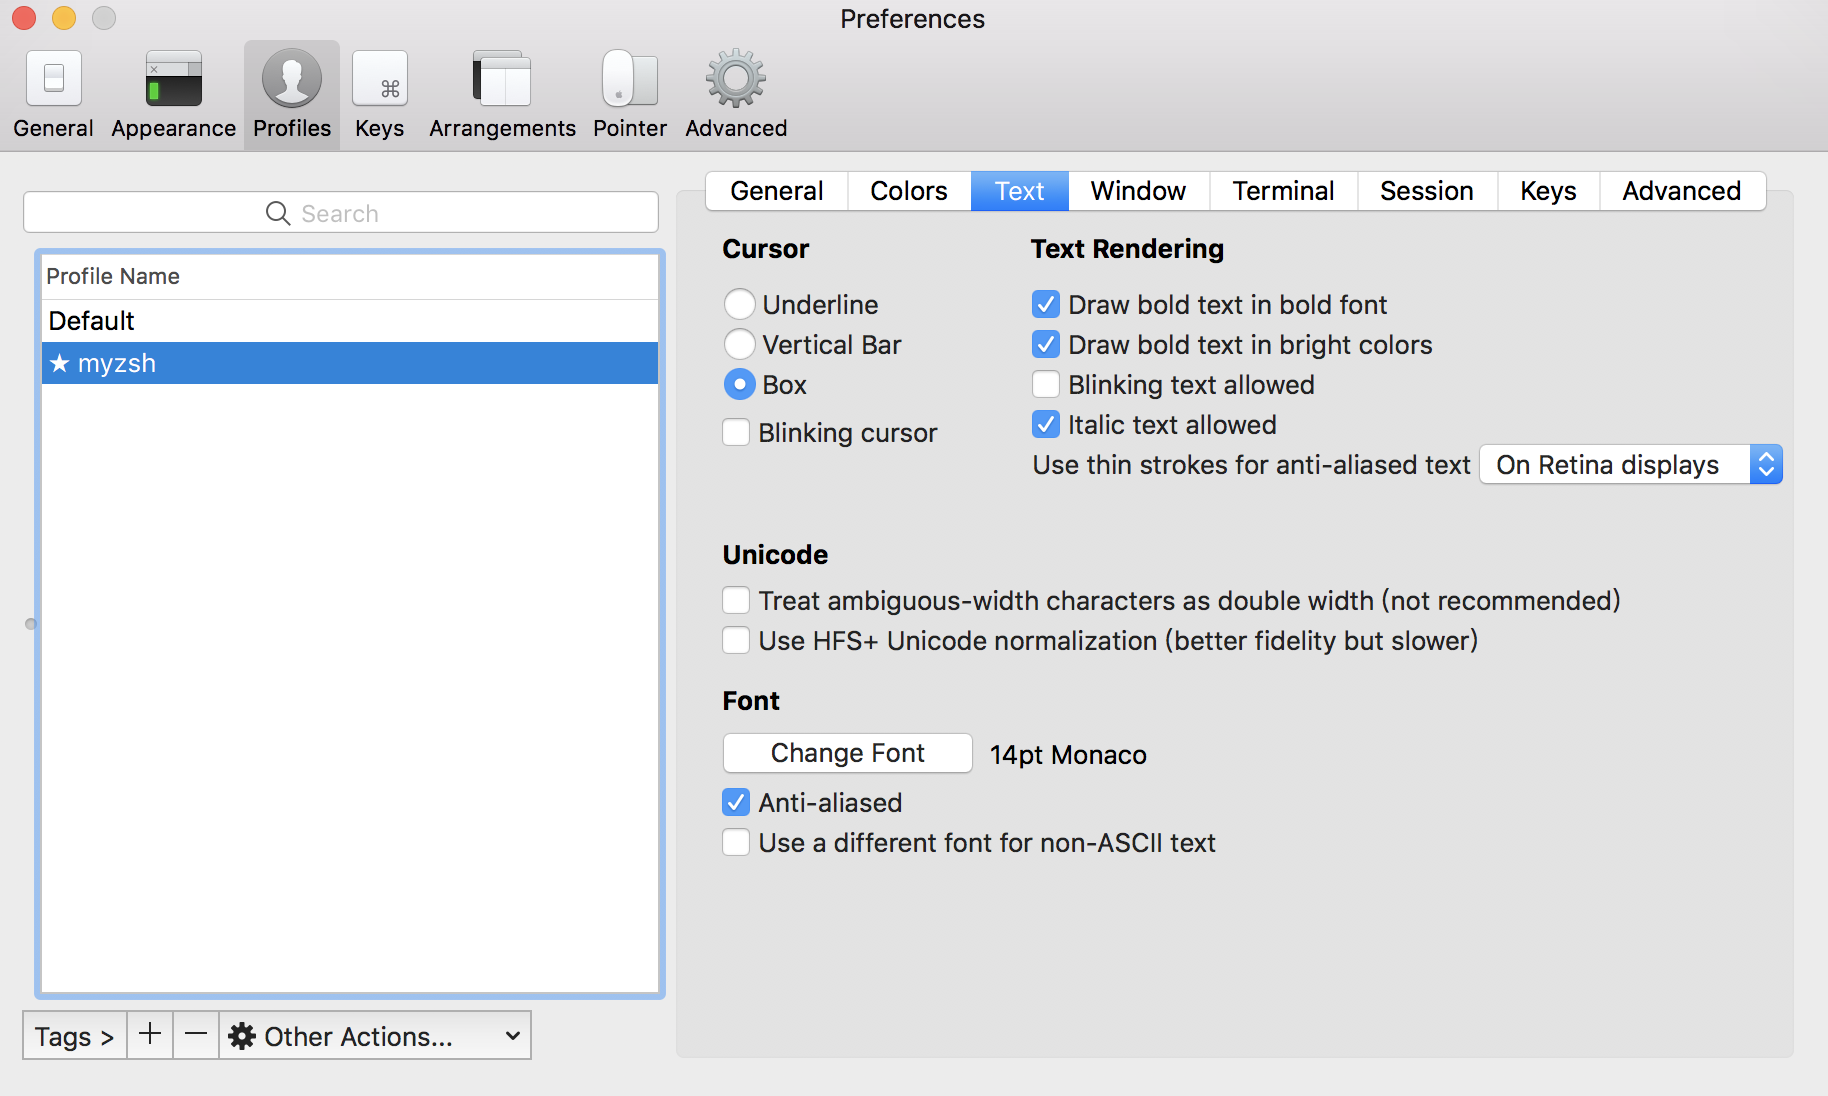 Preferences
General Appearance Profiles Keys Arrangements Pointer Advanced
Search
Profile Name
Default
★ myzsh
Tags > + − Other Actions...
General Colors Text Window Terminal Session Keys Advanced
Cursor
Underline
Vertical Bar
Box
Blinking cursor
Text Rendering
Draw bold text in bold font
Draw bold text in bright colors
Blinking text allowed
Italic text allowed
Use thin strokes for anti-aliased text On Retina displays
Unicode
Treat ambiguous-width characters as double width (not recommended)
Use HFS+ Unicode normalization (better fidelity but slower)
Font
Change Font 14pt Monaco
Anti-aliased
Use a different font for non-ASCII text